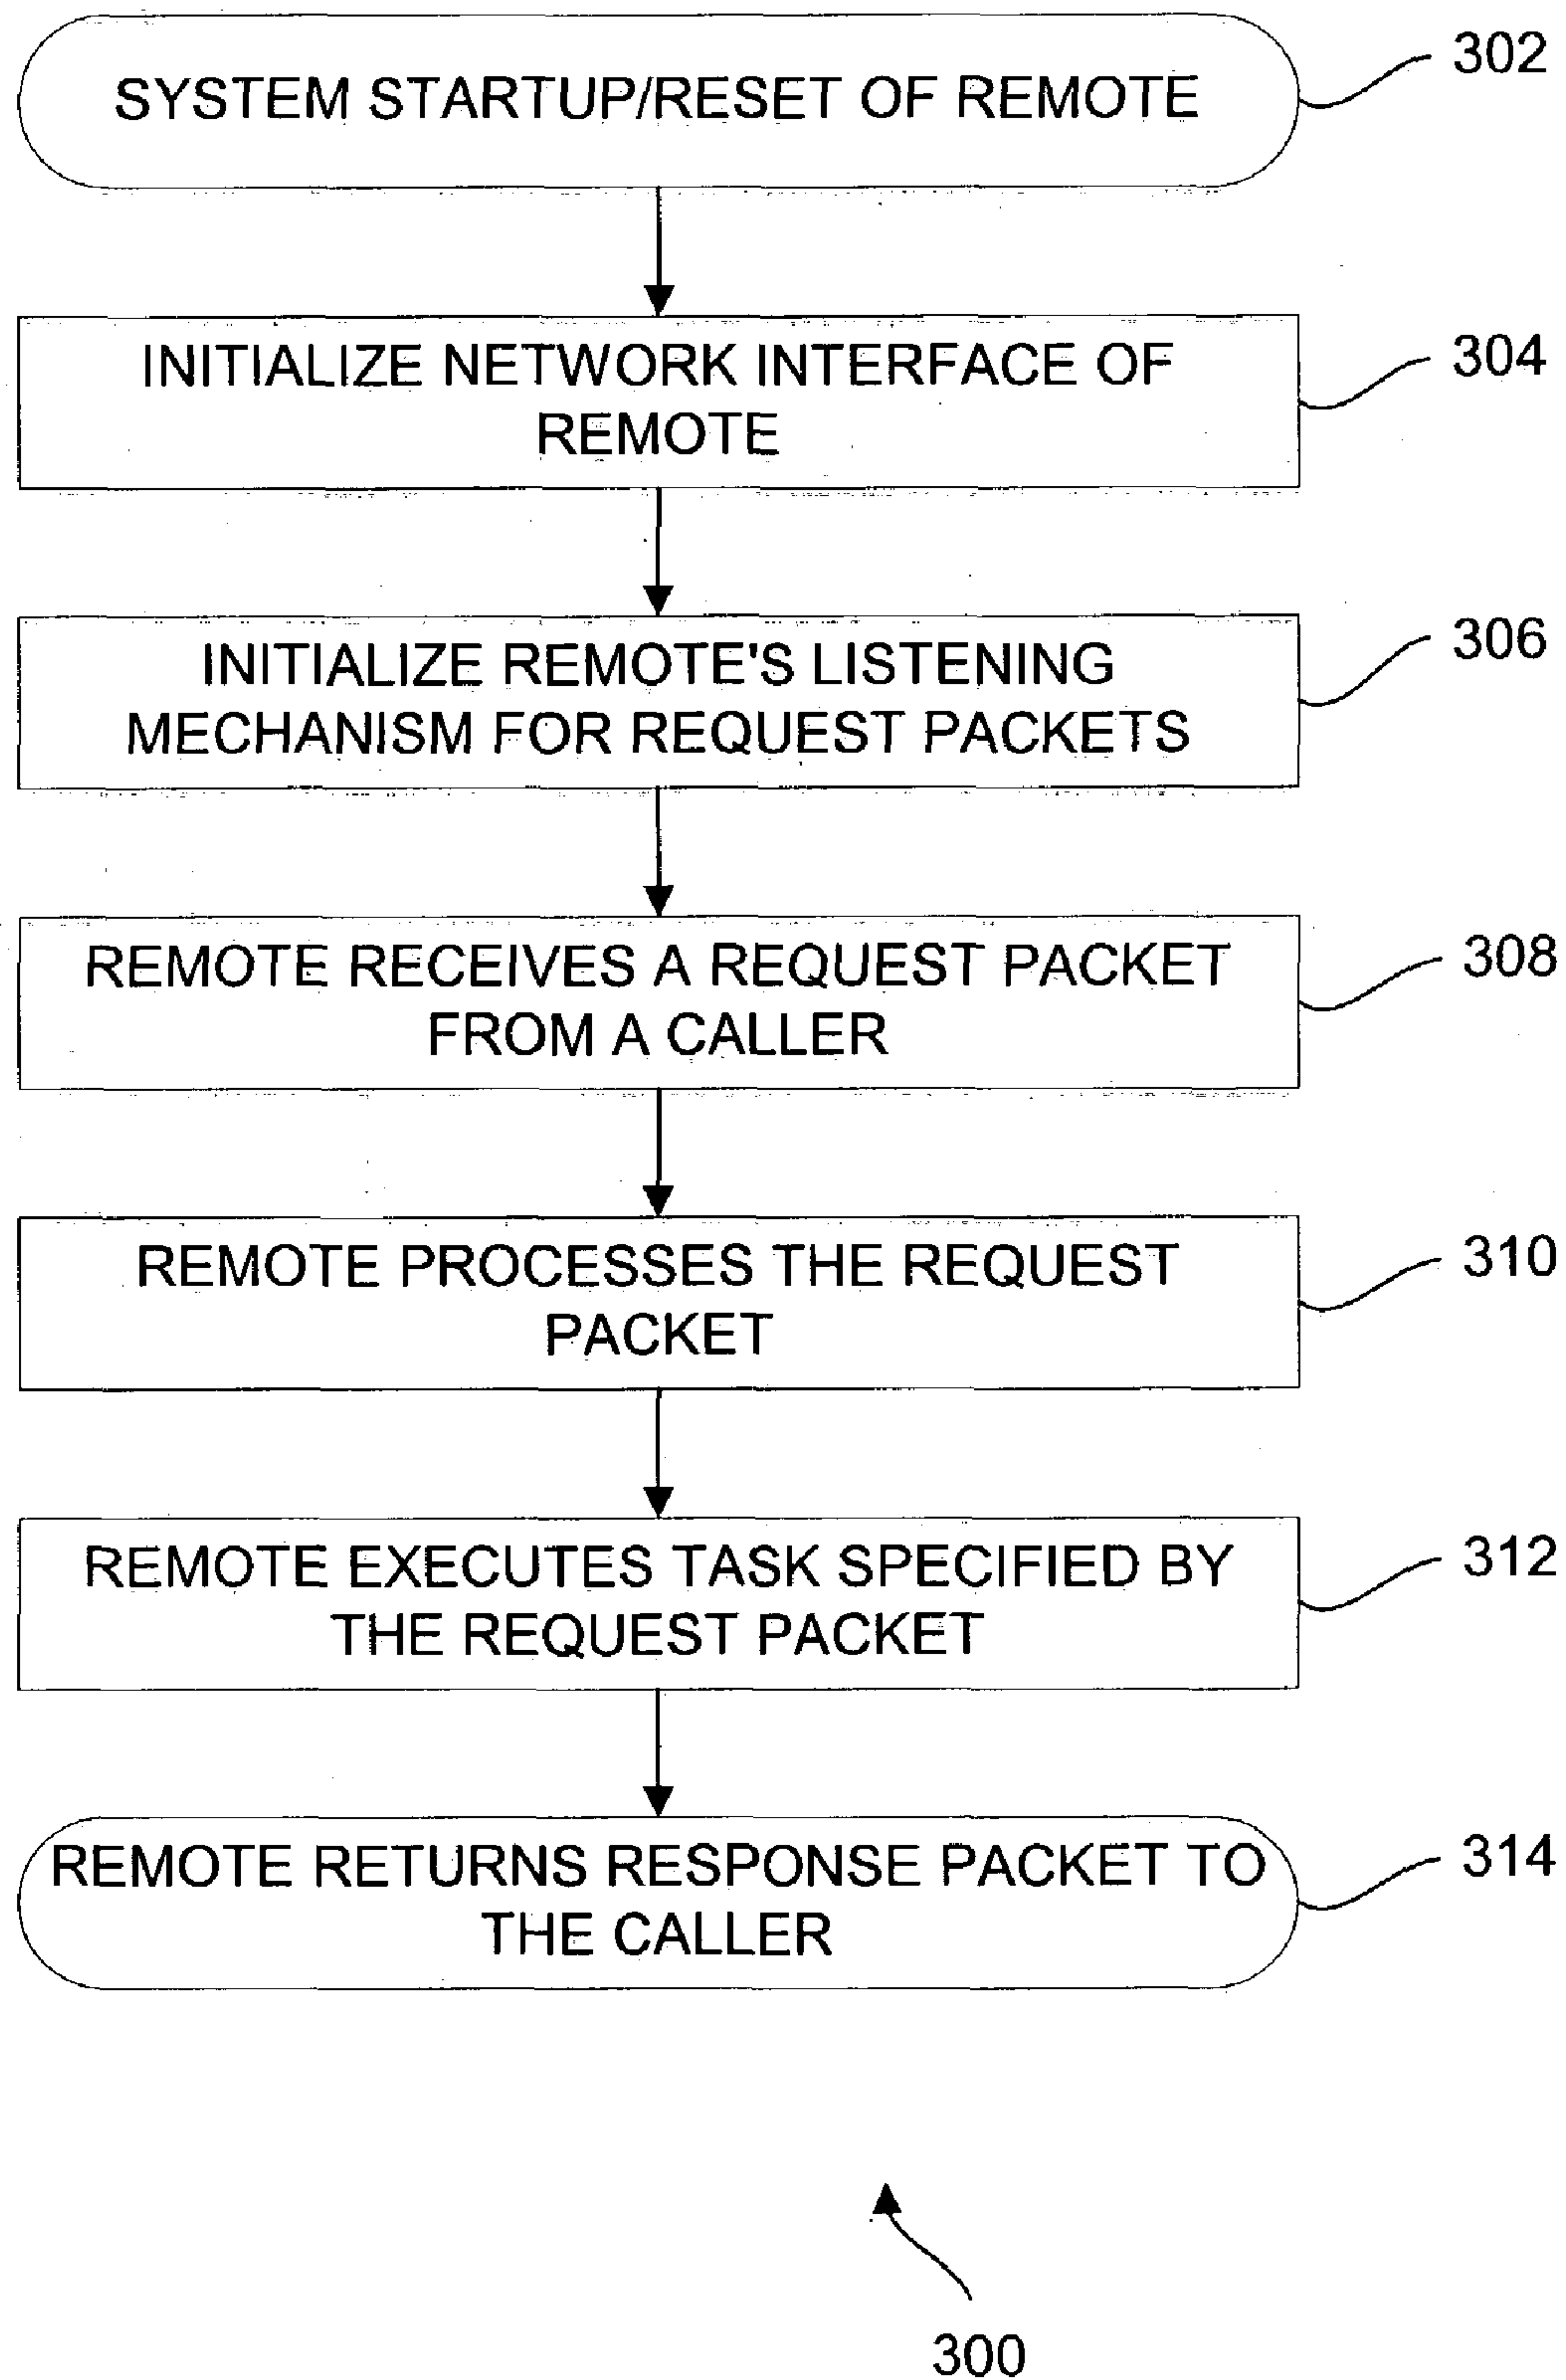 SYSTEM STARTUP/RESET OF REMOTE
302
INITIALIZE NETWORK INTERFACE OF
REMOTE
304
INITIALIZE REMOTE'S LISTENING
MECHANISM FOR REQUEST PACKETS
306
REMOTE RECEIVES A REQUEST PACKET
FROM A CALLER
308
REMOTE PROCESSES THE REQUEST
PACKET
310
REMOTE EXECUTES TASK SPECIFIED BY
THE REQUEST PACKET
312
REMOTE RETURNS RESPONSE PACKET TO
THE CALLER
314
300